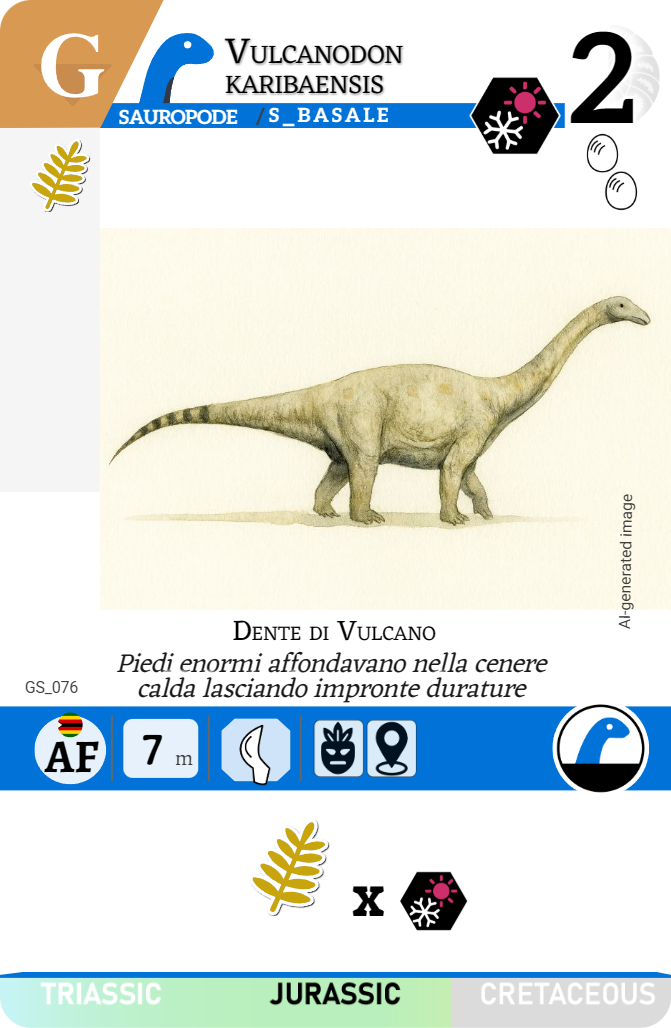 G
VULCANODON
KARIBAENSIS
2
SAUROPODE / S_BASALE
AI-generated image
DENTE DI VULCANO
Piedi enormi affondavano nella cenere
calda lasciando impronte durature
GS_076
AF
7 m
x
TRIASSIC JURASSIC CRETACEOUS